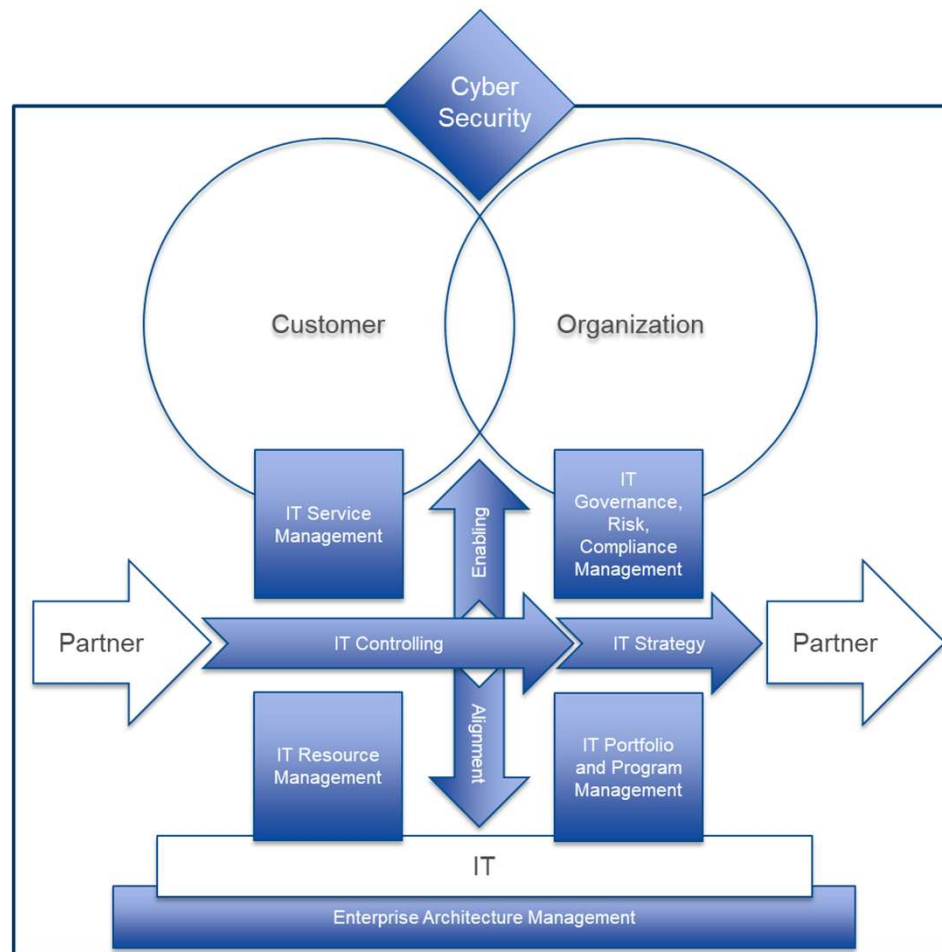 Cyber
Security
Customer
Organization
IT Service
Management
IT
Governance,
Risk,
Compliance
Management
Enabling
Partner
IT Controlling
IT Strategy
Partner
Alignment
IT Resource
Management
IT Portfolio
and Program
Management
IT
Enterprise Architecture Management